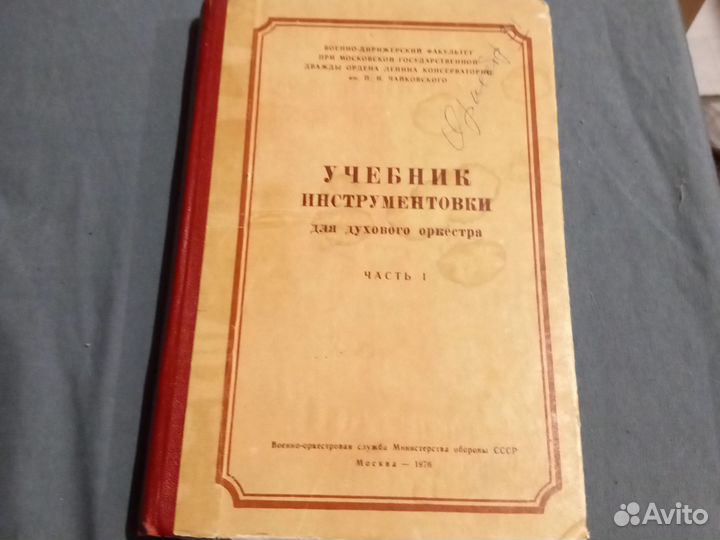 ВОЕННО-ДИРИЖЕРСКИЙ ФАКУЛЬТЕТ
ПРИ МОСКОВСКОЙ ГОСУДАРСТВЕННОЙ
ДВАЖДЫ ОРДЕНА ЛЕНИНА КОНСЕРВАТОРИИ
им. П. И. ЧАЙКОВСКОГО
УЧЕБНИК
ИНСТРУМЕНТОВКИ
для духового оркестра
ЧАСТЬ I
Военно-оркестровая служба Министерства обороны СССР
Москва — 1976
Avito